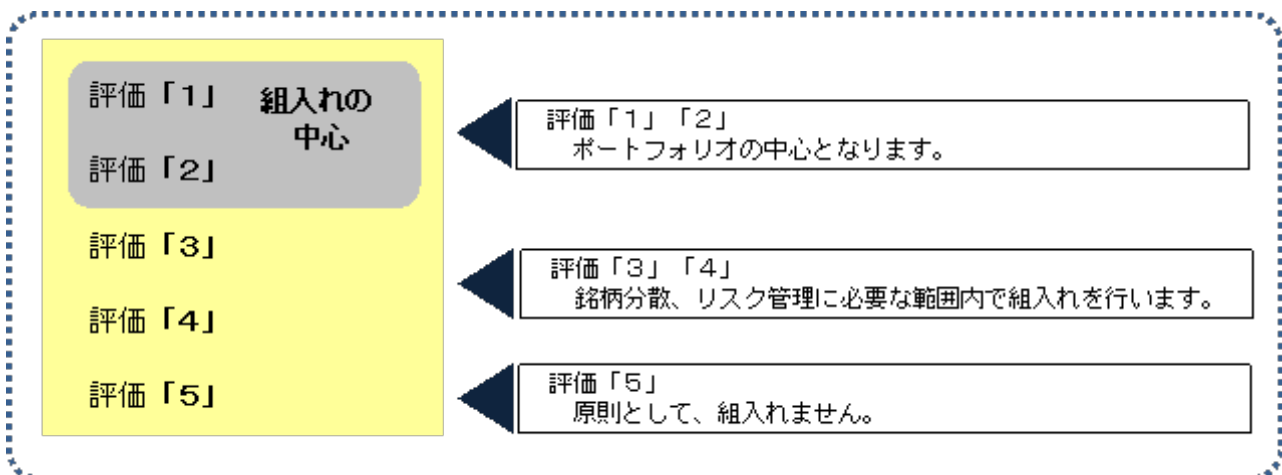 評価「1」
組入れの
中心
評価「2」
評価「3」
評価「4」
評価「5」
評価「1」「2」
ポートフォリオの中心となります。
評価「3」「4」
銘柄分散、リスク管理に必要な範囲内で組入れを行います。
評価「5」
原則として、組入れません。